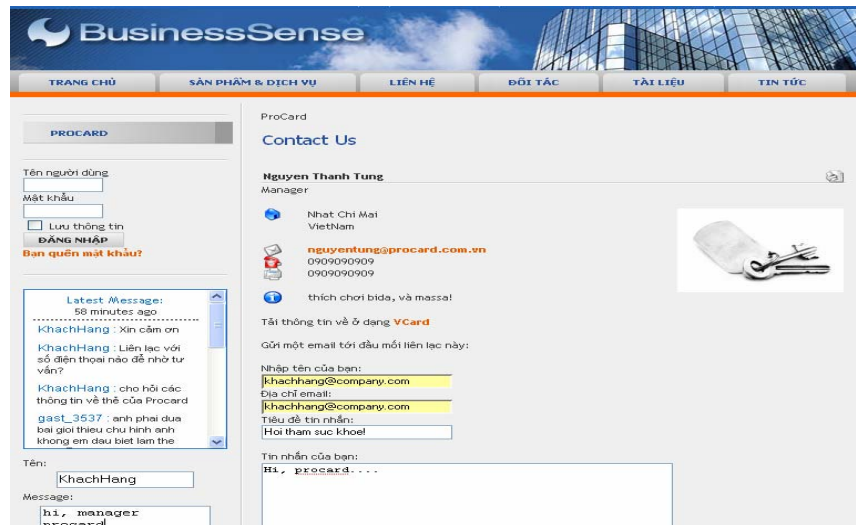 BusinessSense
TRANG CHỦ
SẢN PHẨM & DỊCH VỤ
LIÊN HỆ
ĐỐI TÁC
TÀI LIỆU
TIN TỨC
PROCARD
Tên người dùng
Mật khẩu
Lưu thông tin
ĐĂNG NHẬP
Bạn quên mật khẩu?
Latest Message:
58 minutes ago
KhachHang : Xin cảm ơn
KhachHang : Liên lạc với
số điện thoại nào để nhờ tư
vấn?
KhachHang : cho hỏi các
thông tin về thẻ của Procard
gast_3537 : anh phai dua
bai gioi thieu chu hinh anh
khong em dau biet lam the
Tên:
KhachHang
Message:
hi, manager
procard
ProCard
Contact Us
Nguyen Thanh Tung
Manager
Nhat Chi Mai
VietNam
nguyentung@procard.com.vn
0909090909
0909090909
thích chơi bida, và massa!
Tải thông tin về ở dạng VCard
Gửi một email tới đầu mối liên lạc này:
Nhập tên của bạn:
khachhang@company.com
Địa chỉ email:
khachhang@company.com
Tiêu đề tin nhắn:
Hoi tham suc khoe!
Tin nhắn của bạn:
Hi, procard....